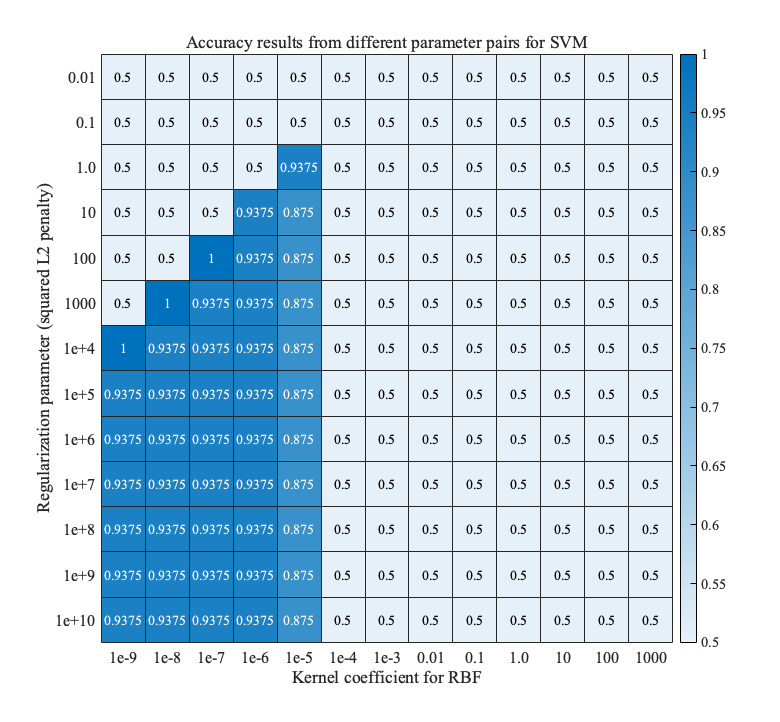 Accuracy results from different parameter pairs for SVM
0.01 0.5 0.5 0.5 0.5 0.5 0.5 0.5 0.5 0.5 0.5 0.5 0.5 0.5
0.1 0.5 0.5 0.5 0.5 0.5 0.5 0.5 0.5 0.5 0.5 0.5 0.5 0.5
1.0 0.5 0.5 0.5 0.5 0.9375 0.5 0.5 0.5 0.5 0.5 0.5 0.5 0.5
10 0.5 0.5 0.5 0.9375 0.875 0.5 0.5 0.5 0.5 0.5 0.5 0.5 0.5
100 0.5 0.5 1 0.9375 0.875 0.5 0.5 0.5 0.5 0.5 0.5 0.5 0.5
1000 0.5 1 0.9375 0.9375 0.875 0.5 0.5 0.5 0.5 0.5 0.5 0.5 0.5
1e+4 1 0.9375 0.9375 0.9375 0.875 0.5 0.5 0.5 0.5 0.5 0.5 0.5 0.5
1e+5 0.9375 0.9375 0.9375 0.9375 0.875 0.5 0.5 0.5 0.5 0.5 0.5 0.5 0.5
1e+6 0.9375 0.9375 0.9375 0.9375 0.875 0.5 0.5 0.5 0.5 0.5 0.5 0.5 0.5
1e+7 0.9375 0.9375 0.9375 0.9375 0.875 0.5 0.5 0.5 0.5 0.5 0.5 0.5 0.5
1e+8 0.9375 0.9375 0.9375 0.9375 0.875 0.5 0.5 0.5 0.5 0.5 0.5 0.5 0.5
1e+9 0.9375 0.9375 0.9375 0.9375 0.875 0.5 0.5 0.5 0.5 0.5 0.5 0.5 0.5
1e+10 0.9375 0.9375 0.9375 0.9375 0.875 0.5 0.5 0.5 0.5 0.5 0.5 0.5 0.5
1e-9 1e-8 1e-7 1e-6 1e-5 1e-4 1e-3 0.01 0.1 1.0 10 100 1000
Kernel coefficient for RBF
Regularization parameter (squared L2 penalty)
1
0.95
0.9
0.85
0.8
0.75
0.7
0.65
0.6
0.55
0.5